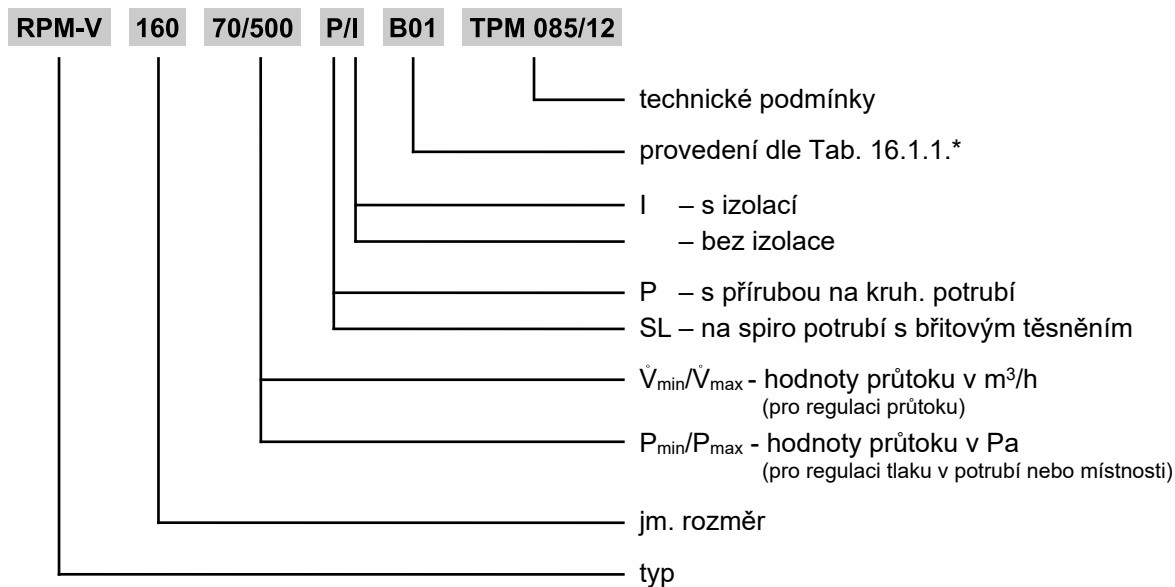 RPM-V 160 70/500 P/I B01 TPM 085/12
technické podmínky
provedení dle Tab. 16.1.1.*
I – s izolací
– bez izolace
P – s přírubou na kruh. potrubí
SL – na spiro potrubí s břitovým těsněním
V̊min/V̊max - hodnoty průtoku v m³/h
(pro regulaci průtoku)
Pmin/Pmax - hodnoty průtoku v Pa
(pro regulaci tlaku v potrubí nebo místnosti)
jm. rozměr
typ